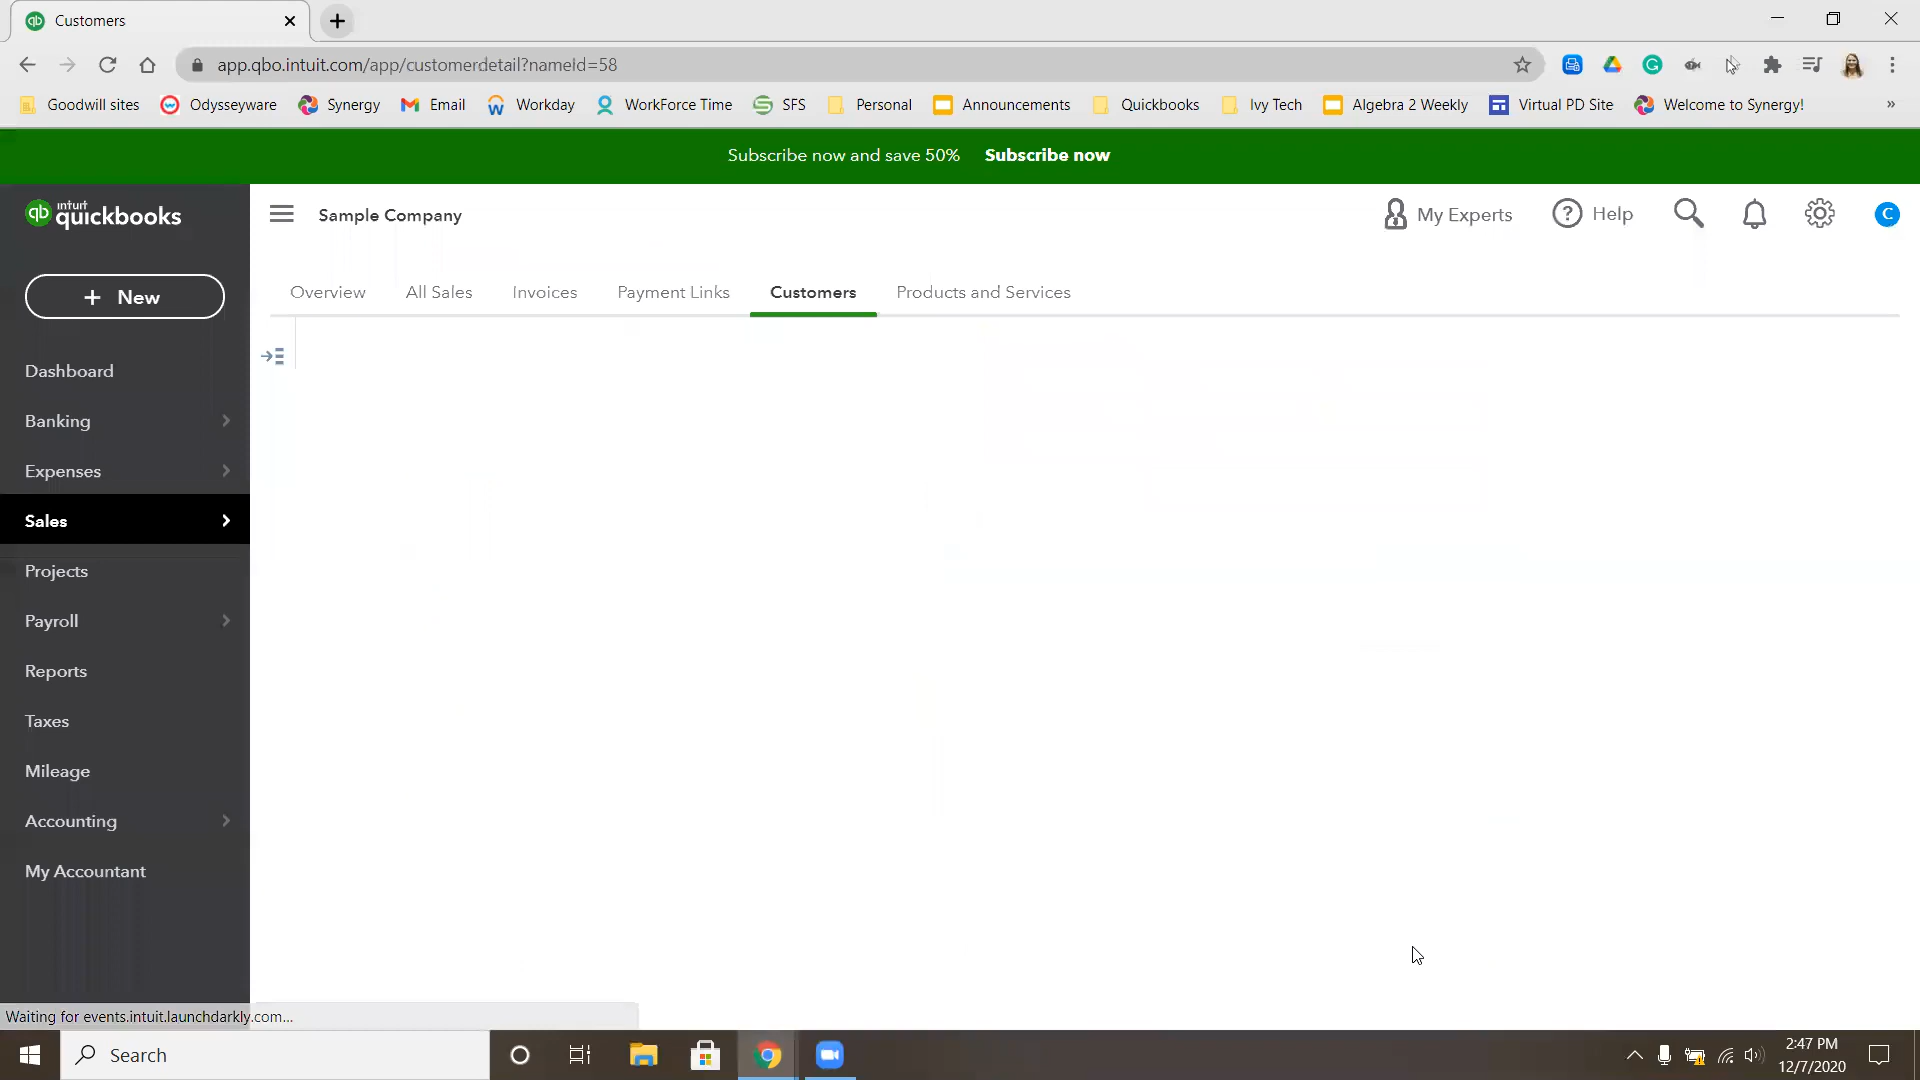 Customers
app.qbo.intuit.com/app/customerdetail?nameId=58
Goodwill sites Odysseyware Synergy Email Workday WorkForce Time SFS Personal Announcements Quickbooks Ivy Tech Algebra 2 Weekly Virtual PD Site Welcome to Synergy! »
Subscribe now and save 50% Subscribe now
qb intuit quickbooks
Sample Company
My Experts Help C
+ New
Overview All Sales Invoices Payment Links Customers Products and Services
Dashboard
Banking
Expenses
Sales
Projects
Payroll
Reports
Taxes
Mileage
Accounting
My Accountant
Waiting for events.intuit.launchdarkly.com...
Search
2:47 PM
12/7/2020